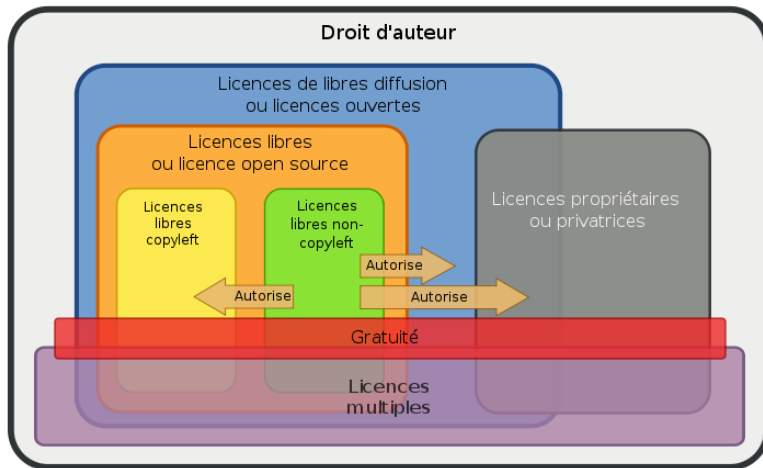 Droit d'auteur
Licences de libres diffusion
ou licences ouvertes
Licences libres
ou licence open source
Licences
libres
copyleft
Licences
libres non-
copyleft
Licences propriétaires
ou privatrices
Autorise
Autorise
Autorise
Gratuité
Licences
multiples